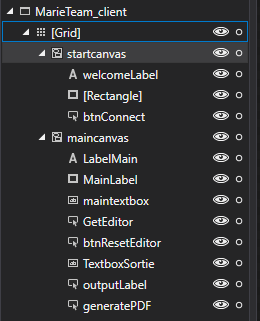 MarieTeam_client
[Grid]
startcanvas
welcomeLabel
[Rectangle]
btnConnect
maincanvas
LabelMain
MainLabel
maintextbox
GetEditor
btnResetEditor
TextboxSortie
outputLabel
generatePDF